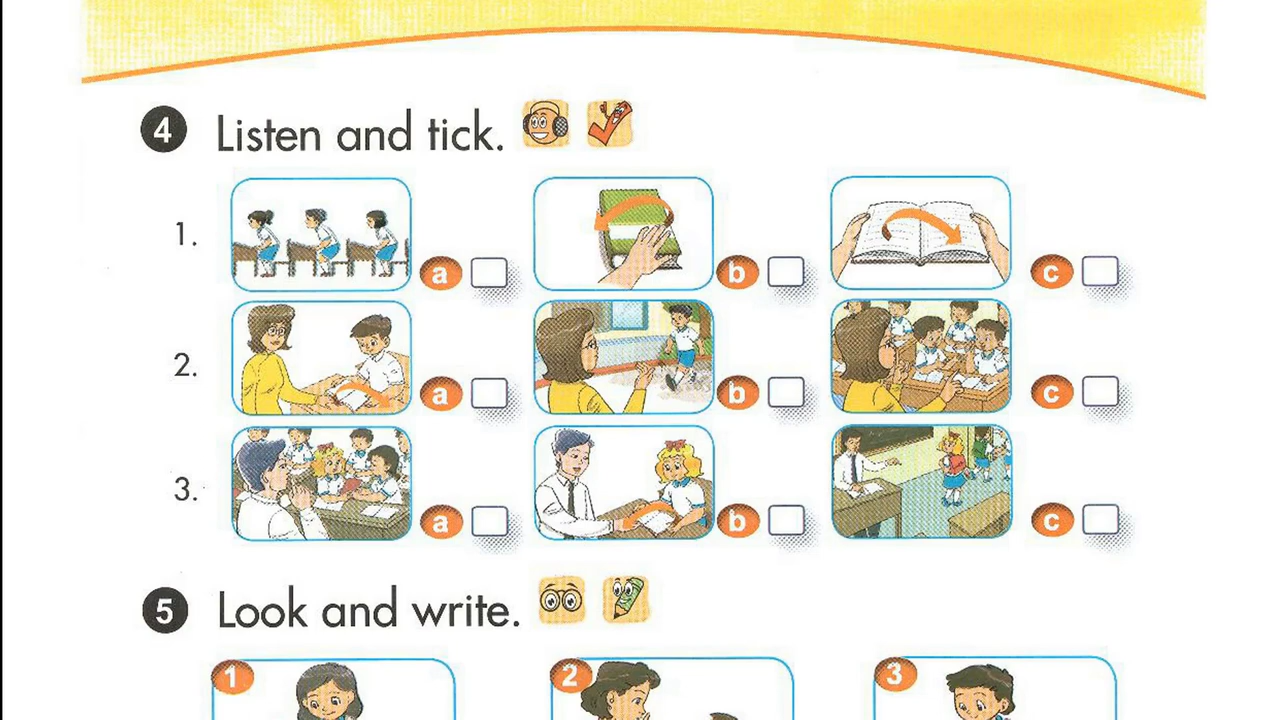 4 Listen and tick.
1. a b c
2. a b c
3. a b c
5 Look and write.
1 2 3